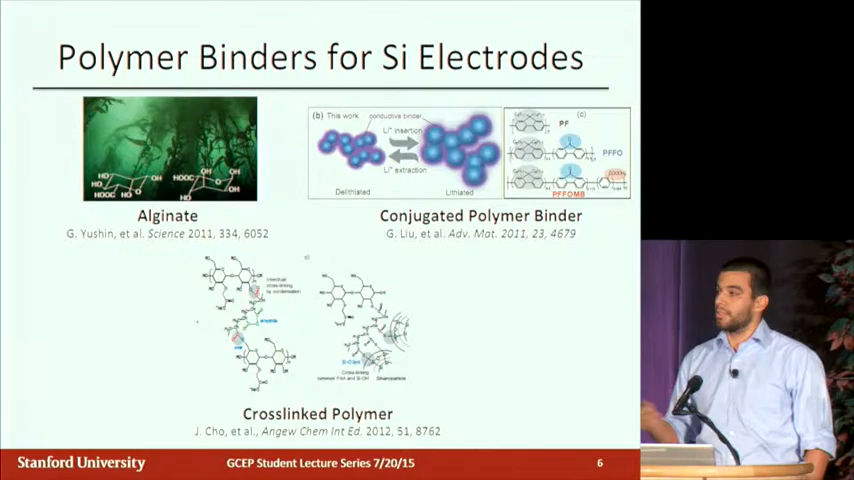 Polymer Binders for Si Electrodes
(b) This work
conductive binder
Li⁺ insertion
Li⁺ extraction
Delithiated
Lithiated
(c)
PF
PFFO
PFFOMB
Alginate
G. Yushin, et al. Science 2011, 334, 6052
Conjugated Polymer Binder
G. Liu, et al. Adv. Mat. 2011, 23, 4679
Crosslinked Polymer
J. Cho, et al., Angew Chem Int Ed. 2012, 51, 8762
Stanford University
GCEP Student Lecture Series 7/20/15
6